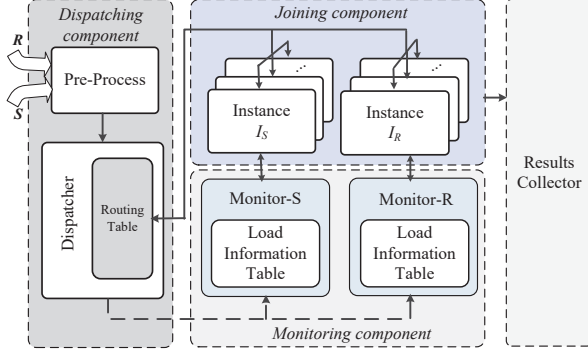 Dispatching
component
R
S
Pre-Process
Dispatcher
Routing
Table
Joining component
...
Instance
I_S
...
Instance
I_R
Monitor-S
Load
Information
Table
Monitor-R
Load
Information
Table
Monitoring component
Results
Collector